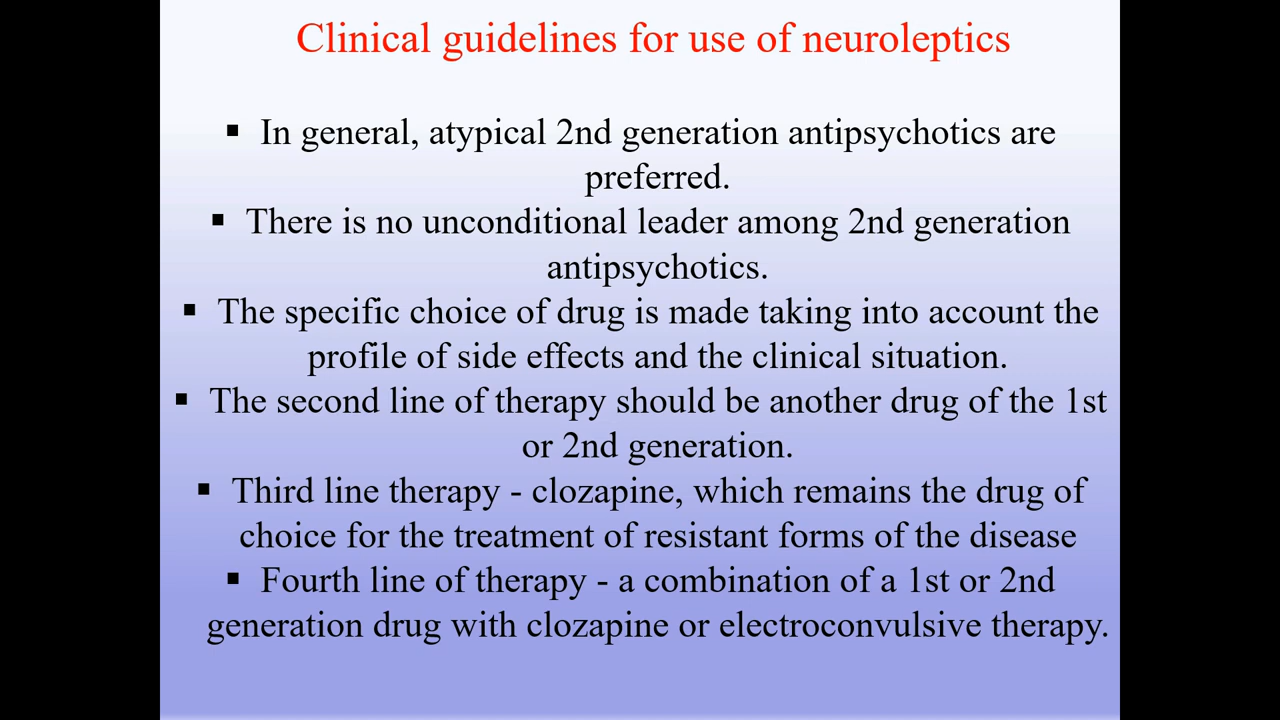 Clinical guidelines for use of neuroleptics
▪ In general, atypical 2nd generation antipsychotics are
preferred.
▪ There is no unconditional leader among 2nd generation
antipsychotics.
▪ The specific choice of drug is made taking into account the
profile of side effects and the clinical situation.
▪ The second line of therapy should be another drug of the 1st
or 2nd generation.
▪ Third line therapy - clozapine, which remains the drug of
choice for the treatment of resistant forms of the disease
▪ Fourth line of therapy - a combination of a 1st or 2nd
generation drug with clozapine or electroconvulsive therapy.